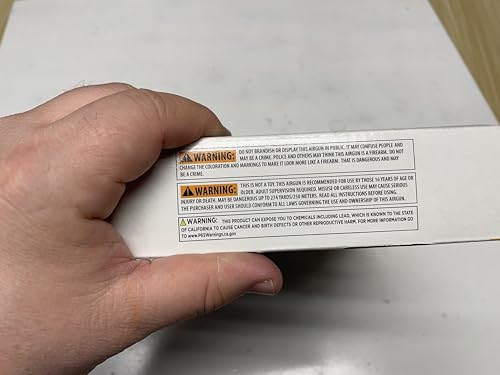 WARNING: DO NOT BRANDISH OR DISPLAY THIS AIRGUN IN PUBLIC. IT MAY CONFUSE PEOPLE AND
MAY BE A CRIME. POLICE AND OTHERS MAY THINK THIS AIRGUN IS A FIREARM. DO NOT
CHANGE THE COLORATION AND MARKINGS TO MAKE IT LOOK MORE LIKE A FIREARM. THAT IS DANGEROUS AND MAY
BE A CRIME.
WARNING: THIS IS NOT A TOY. THIS AIRGUN IS RECOMMENDED FOR USE BY THOSE 16 YEARS OF AGE OR
OLDER. ADULT SUPERVISION REQUIRED. MISUSE OR CARELESS USE MAY CAUSE SERIOUS
INJURY OR DEATH. MAY BE DANGEROUS UP TO 274 YARDS/250 METERS. READ ALL INSTRUCTIONS BEFORE USING.
THE PURCHASER AND USER SHOULD CONFORM TO ALL LAWS GOVERNING THE USE AND OWNERSHIP OF THIS AIRGUN.
WARNING: THIS PRODUCT CAN EXPOSE YOU TO CHEMICALS INCLUDING LEAD, WHICH IS KNOWN TO THE STATE
OF CALIFORNIA TO CAUSE CANCER AND BIRTH DEFECTS OR OTHER REPRODUCTIVE HARM. FOR MORE INFORMATION GO
TO www.P65Warnings.ca.gov